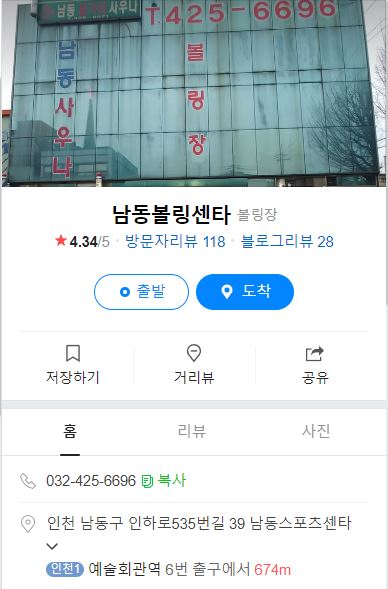 남동 사우나
T.425-6696
남동사우나
볼링장
남동볼링센타 볼링장
★4.34/5 · 방문자리뷰 118 · 블로그리뷰 28
출발 도착
저장하기 거리뷰 공유
홈 리뷰 사진
032-425-6696 복사
인천 남동구 인하로535번길 39 남동스포츠센타
인천1 예술회관역 6번 출구에서 674m